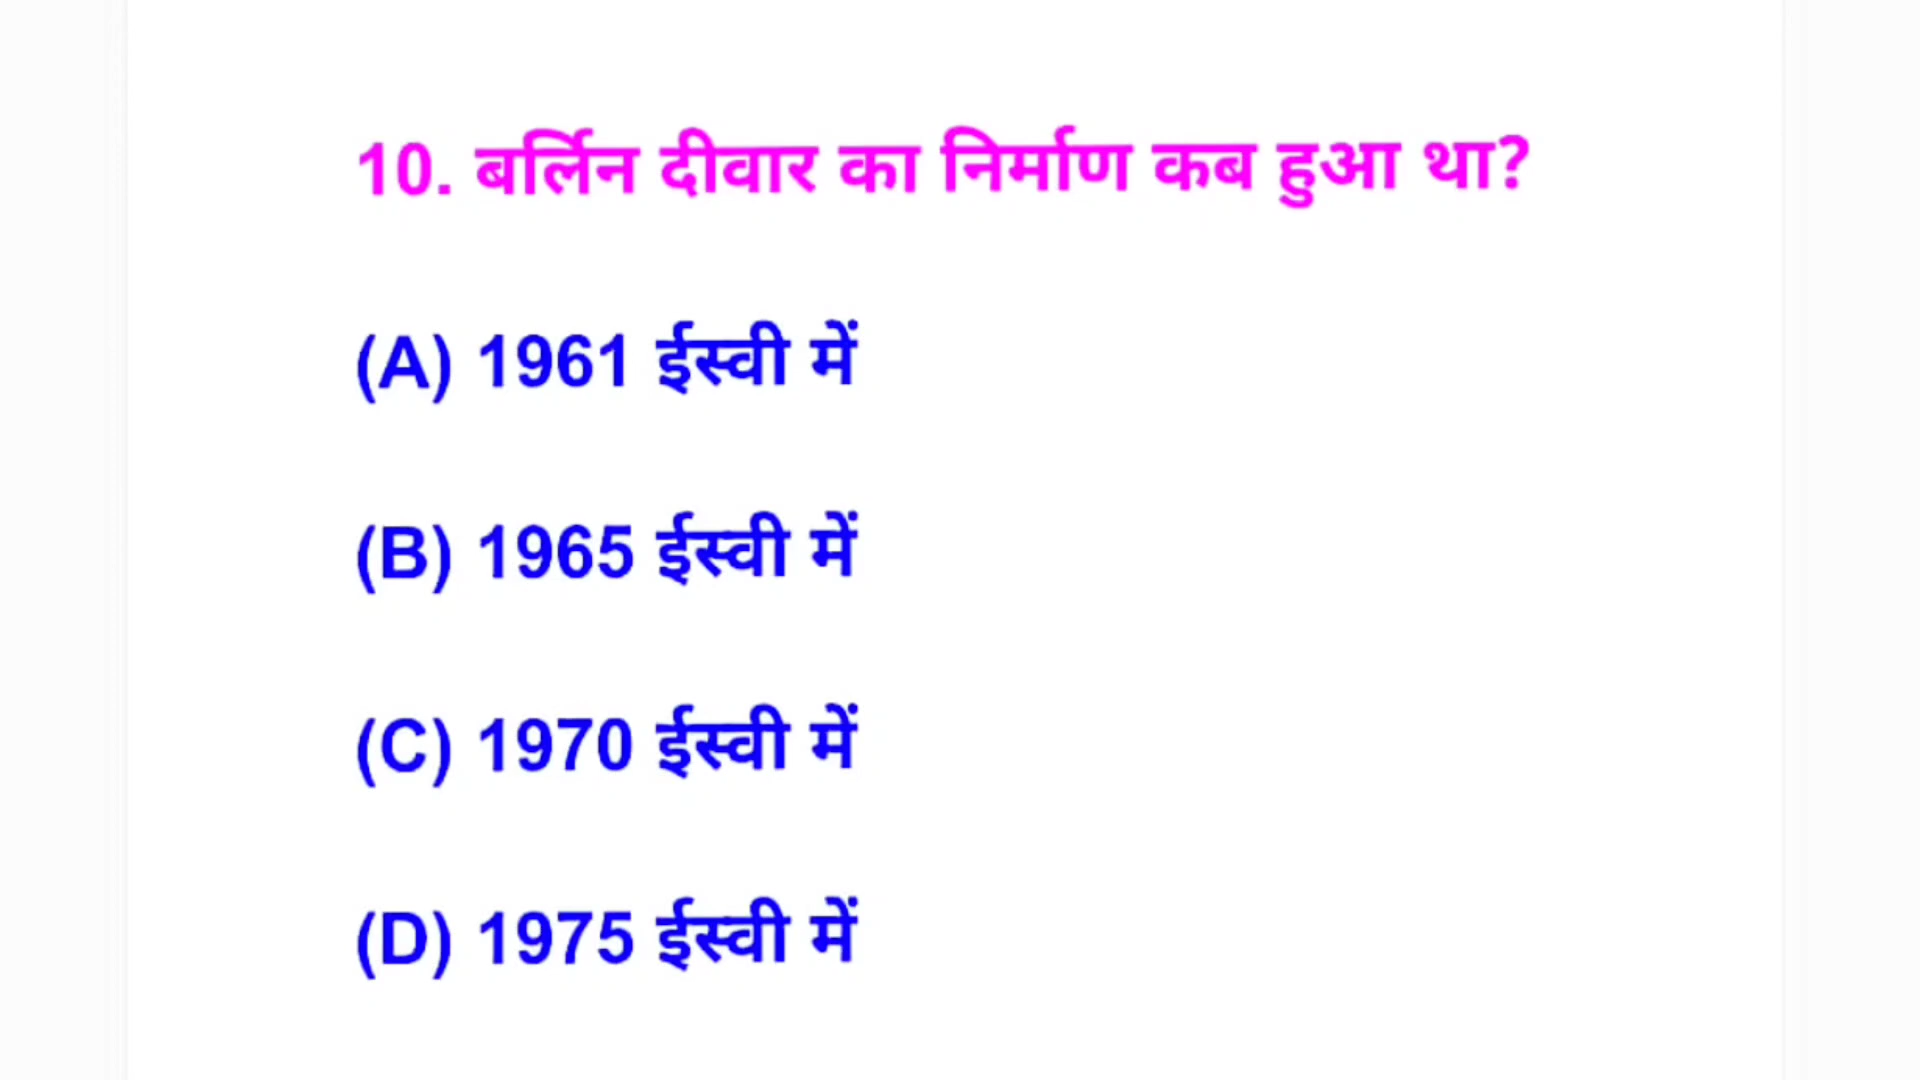 10. बर्लिन दीवार का निर्माण कब हुआ था?
(A) 1961 ईस्वी में
(B) 1965 ईस्वी में
(C) 1970 ईस्वी में
(D) 1975 ईस्वी में